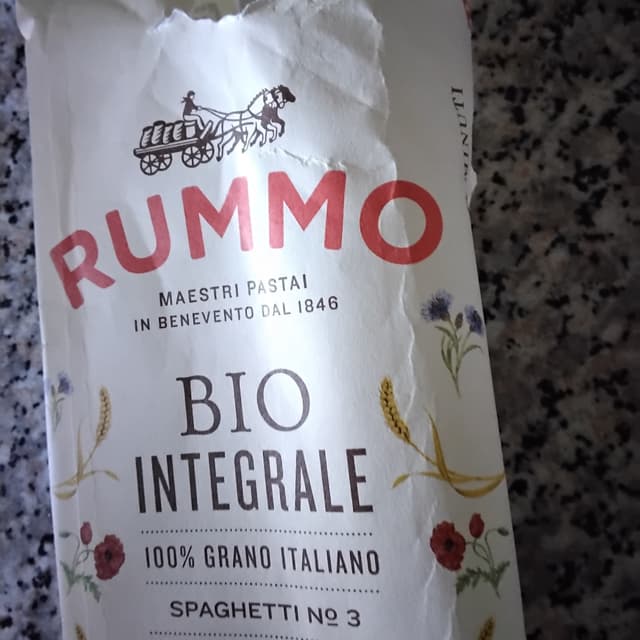 RUMMO
MAESTRI PASTAI
IN BENEVENTO DAL 1846
BIO
INTEGRALE
100% GRANO ITALIANO
SPAGHETTI Nº 3